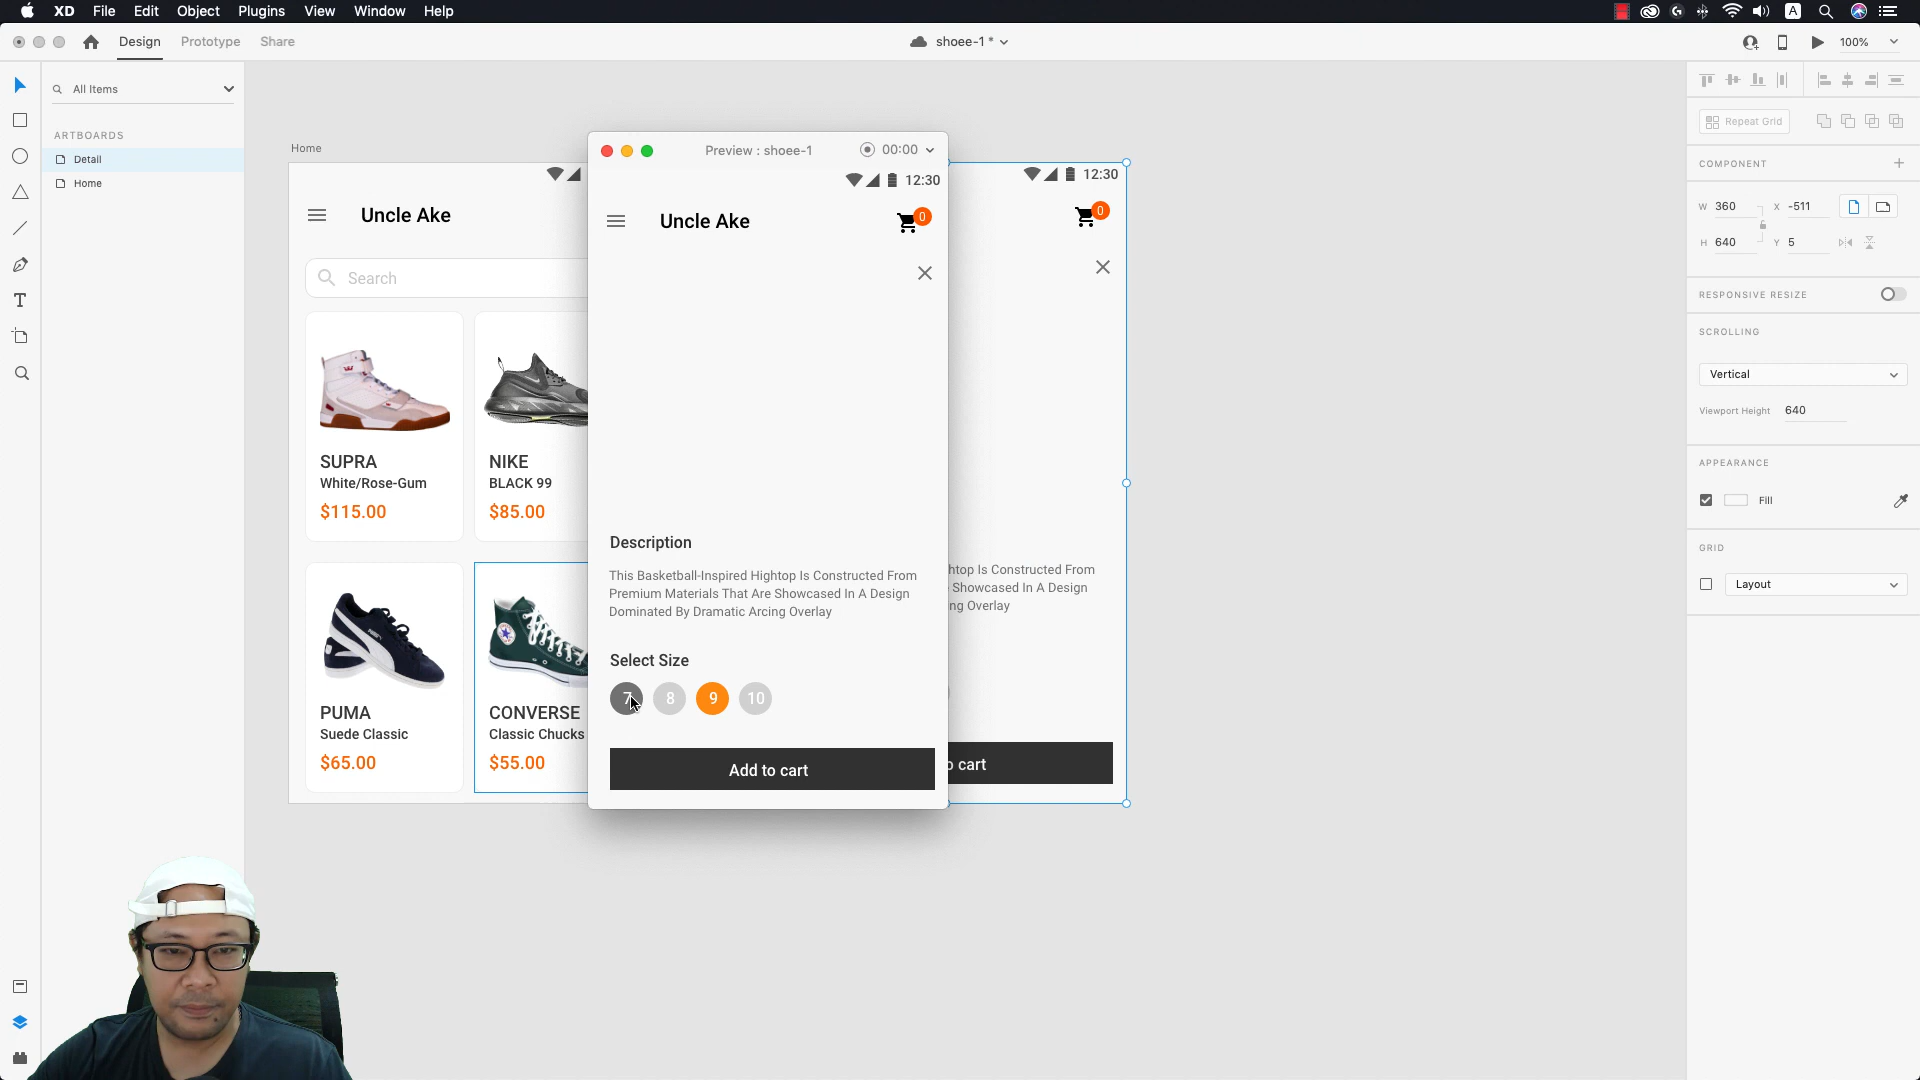 XD File Edit Object Plugins View Window Help
A
Design Prototype Share
shoee-1 *
100%
All Items
ARTBOARDS
Detail
Home
Home
Uncle Ake
Search
SUPRA
White/Rose-Gum
$115.00
NIKE
BLACK 99
$85.00
PUMA
Suede Classic
$65.00
CONVERSE
Classic Chucks
$55.00
Preview : shoee-1
00:00
12:30
Uncle Ake
0
Description
This Basketball-Inspired Hightop Is Constructed From
Premium Materials That Are Showcased In A Design
Dominated By Dramatic Arcing Overlay
Select Size
7 8 9 10
Add to cart
12:30
0
htop Is Constructed From
Showcased In A Design
ng Overlay
o cart
Repeat Grid
COMPONENT
W 360 X -511
H 640 Y 5
RESPONSIVE RESIZE
SCROLLING
Vertical
Viewport Height 640
APPEARANCE
Fill
GRID
Layout